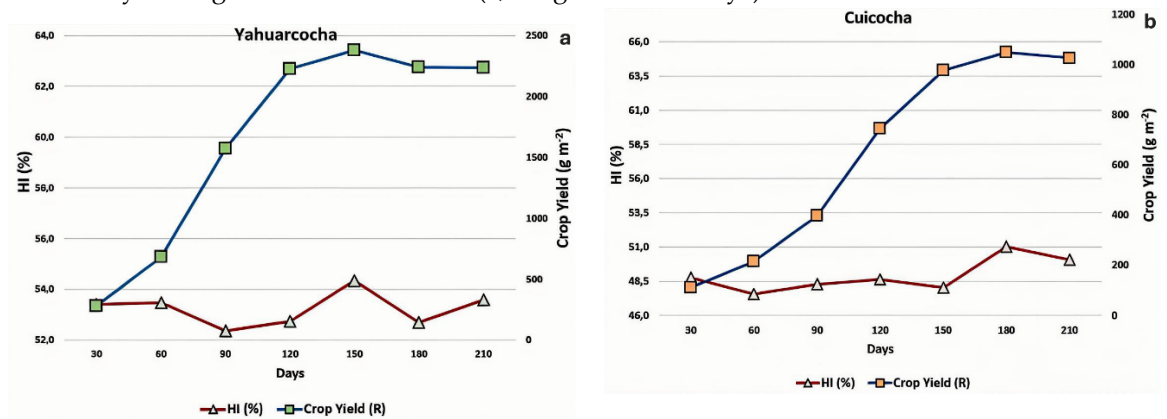 Yahuarcocha
a
64,0
62,0
60,0
58,0
56,0
54,0
52,0
HI (%)
2500
2000
1500
1000
500
0
Crop Yield (g m-2)
30 60 90 120 150 180 210
Days
HI (%) Crop Yield (R)
Cuicocha
b
66,0
63,5
61,0
58,5
56,0
53,5
51,0
48,5
46,0
HI (%)
1200
1000
800
600
400
200
0
Crop Yield (g m-2)
30 60 90 120 150 180 210
Days
HI (%) Crop Yield (R)